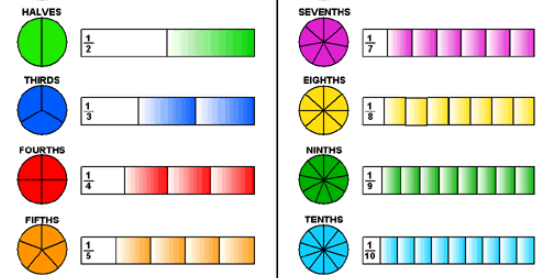 HALVES
1/2
THIRDS
1/3
FOURTHS
1/4
FIFTHS
1/5
SEVENTHS
1/7
EIGHTHS
1/8
NINTHS
1/9
TENTHS
1/10